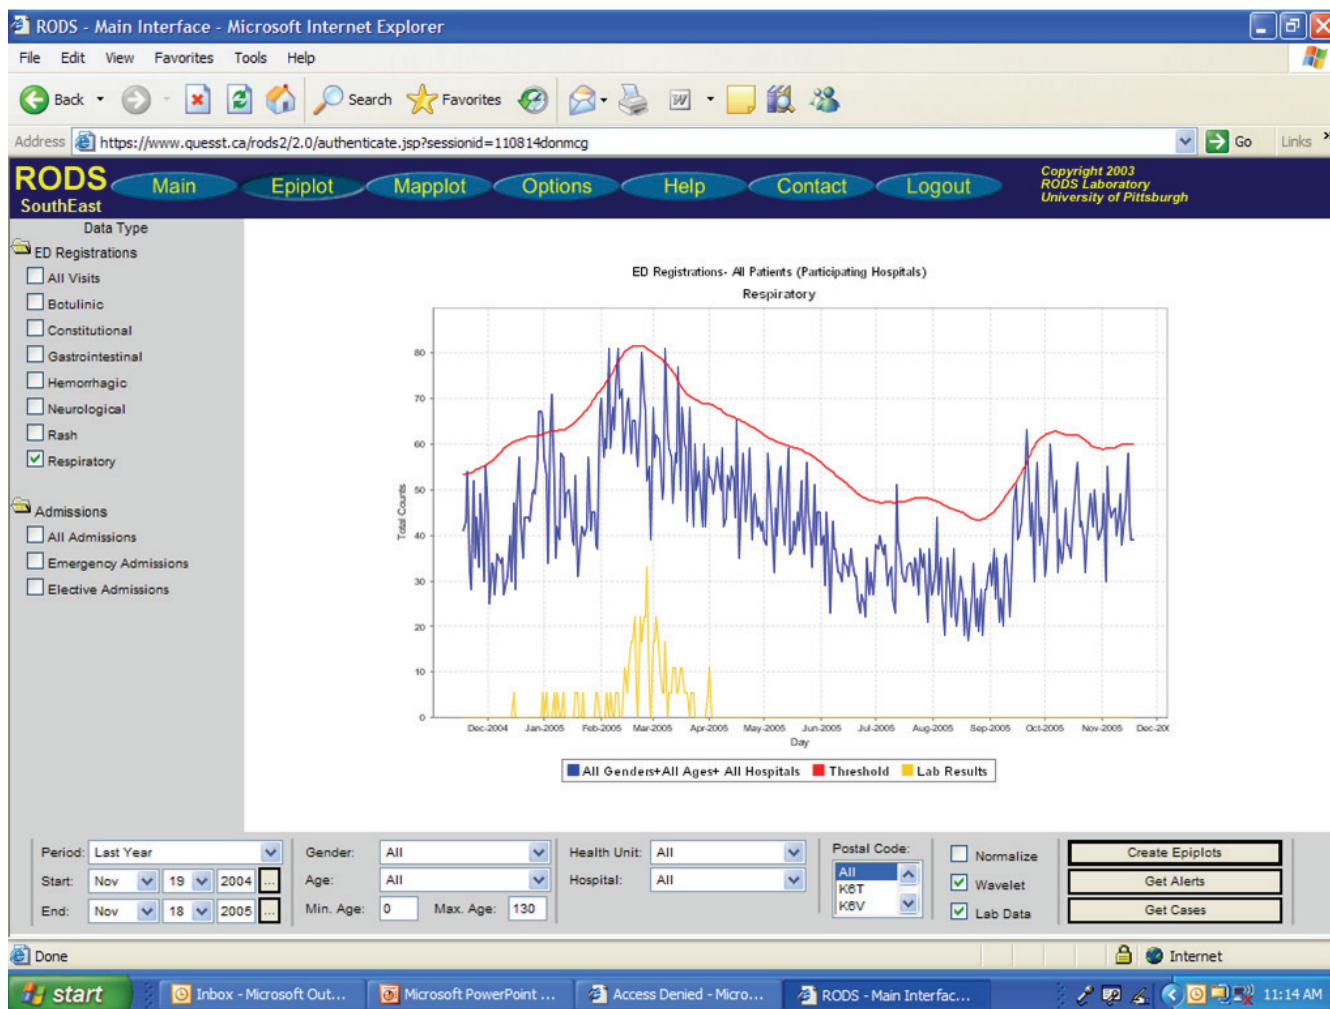 RODS - Main Interface - Microsoft Internet Explorer
File Edit View Favorites Tools Help
Back Search Favorites
Address https://www.quesst.ca/rods2/2.0/authenticate.jsp?sessionid=110814donmcg Go Links »
RODS Main Epiplot Mapplot Options Help Contact Logout
SouthEast
Copyright 2003
RODS Laboratory
University of Pittsburgh
Data Type
ED Registrations
All Visits
Botulinic
Constitutional
Gastrointestinal
Hemorrhagic
Neurological
Rash
Respiratory
Admissions
All Admissions
Emergency Admissions
Elective Admissions
ED Registrations- All Patients (Participating Hospitals)
Respiratory
80
70
60
50
40
30
20
10
0
Total Counts
Dec-2004 Jan-2005 Feb-2005 Mar-2005 Apr-2005 May-2005 Jun-2005 Jul-2005 Aug-2005 Sep-2005 Oct-2005 Nov-2005 Dec-200
Day
All Genders+All Ages+ All Hospitals Threshold Lab Results
Period: Last Year Gender: All Health Unit: All Postal Code: Normalize Create Epiplots
Start: Nov 19 2004 ... Age: All Hospital: All All K6T K6V Wavelet Get Alerts
End: Nov 18 2005 ... Min. Age: 0 Max. Age: 130 Lab Data Get Cases
Done Internet
start Inbox - Microsoft Out... Microsoft PowerPoint ... Access Denied - Micro... RODS - Main Interfac... 11:14 AM